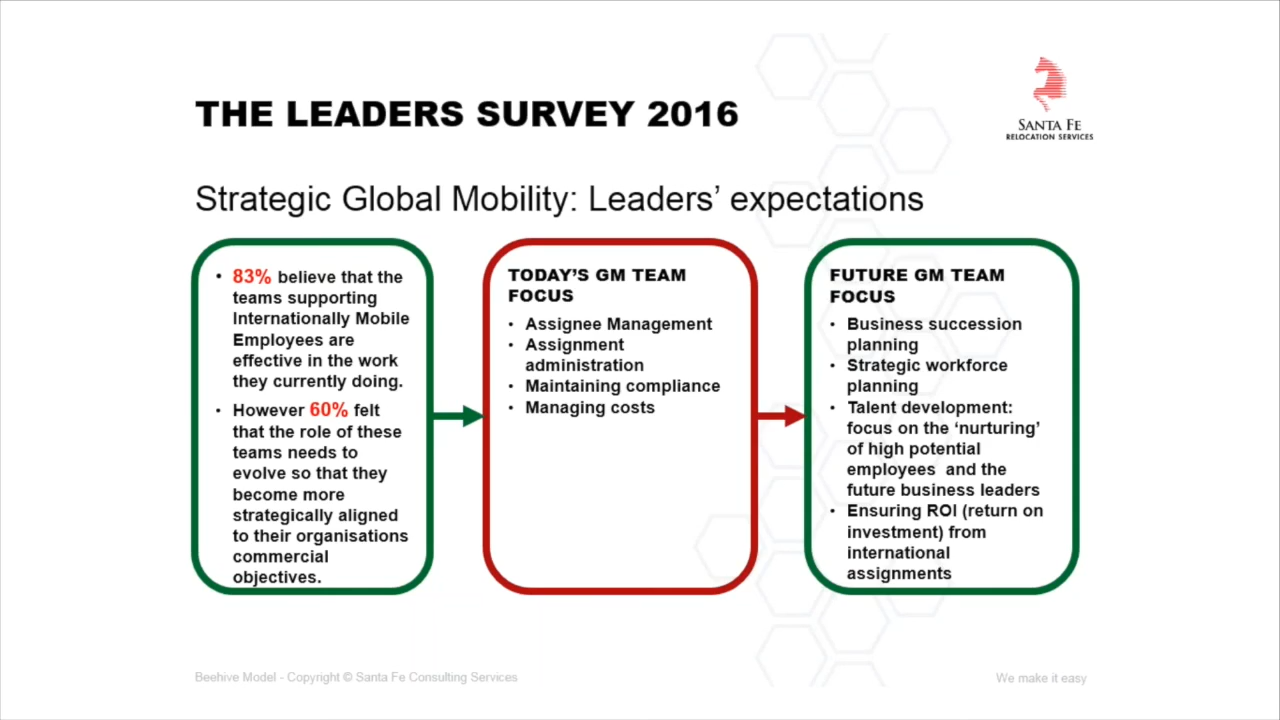 THE LEADERS SURVEY 2016
SANTA FE
RELOCATION SERVICES
Strategic Global Mobility: Leaders’ expectations
• 83% believe that the
teams supporting
Internationally Mobile
Employees are
effective in the work
they currently doing.
• However 60% felt
that the role of these
teams needs to
evolve so that they
become more
strategically aligned
to their organisations
commercial
objectives.
TODAY’S GM TEAM
FOCUS
• Assignee Management
• Assignment
administration
• Maintaining compliance
• Managing costs
FUTURE GM TEAM
FOCUS
• Business succession
planning
• Strategic workforce
planning
• Talent development:
focus on the ‘nurturing’
of high potential
employees and the
future business leaders
• Ensuring ROI (return on
investment) from
international
assignments
Beehive Model - Copyright © Santa Fe Consulting Services
We make it easy